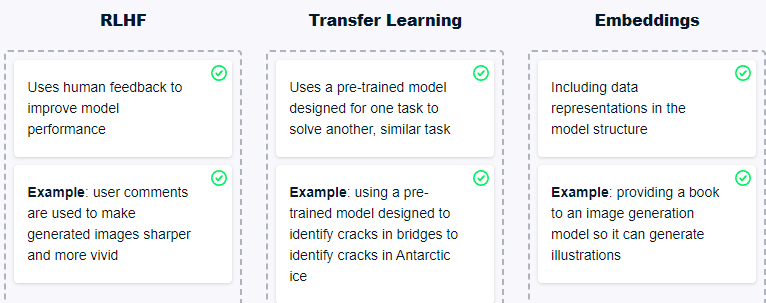 RLHF
Uses human feedback to
improve model
performance
Example: user comments
are used to make
generated images sharper
and more vivid
Transfer Learning
Uses a pre-trained model
designed for one task to
solve another, similar task
Example: using a pre-
trained model designed to
identify cracks in bridges to
identify cracks in Antarctic
ice
Embeddings
Including data
representations in the
model structure
Example: providing a book
to an image generation
model so it can generate
illustrations